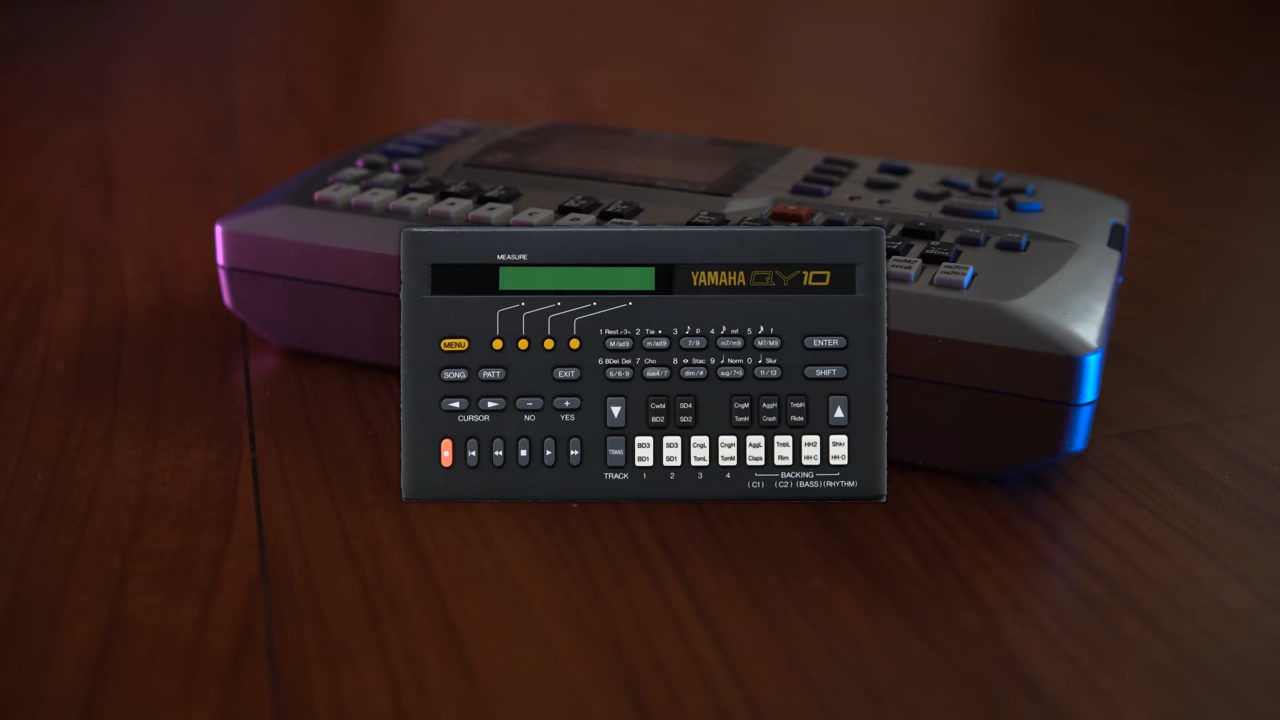 MEASURE
YAMAHA QY10
1 Rest 3 2 Tie 3 p 4 mf 5 f
MENU M/ad9 m/ad9 7/9 m7/m9 M7/M9 ENTER
6 BDel Del 7 Cho 8 Stac 9 Norm 0 Slur
SONG PATT EXIT 6/6·9 sus4/7 dim/ø aug/7+5 11/13 SHIFT
CURSOR NO YES
Cwbl SD4 CngM AggH TmbH
BD2 SD2 TomH Crash Ride
TRANS BD3 SD3 CngL CngH AggL TmbL HH2 Shkr
BD1 SD1 TomL TomM Claps Rim HH-C HH-O
TRACK 1 2 3 4 BACKING
(C1) (C2) (BASS) (RHYTHM)